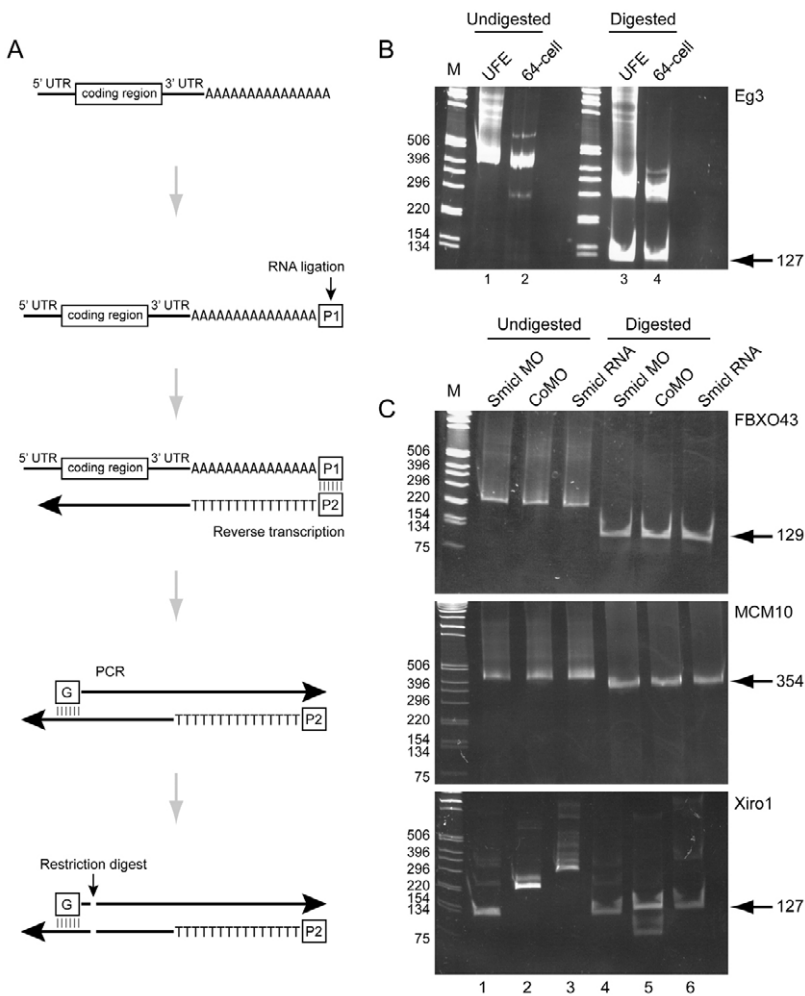 A
5' UTR coding region 3' UTR AAAAAAAAAAAAAAA
RNA ligation
5' UTR coding region 3' UTR AAAAAAAAAAAAAAA P1
5' UTR coding region 3' UTR AAAAAAAAAAAAAAA P1
TTTTTTTTTTTTTTT P2
Reverse transcription
PCR
G
TTTTTTTTTTTTTTT P2
Restriction digest
G
TTTTTTTTTTTTTTT P2
B
Undigested Digested
M UFE 64-cell UFE 64-cell
Eg3
506
396
296
220
154
134
127
1 2 3 4
C
Undigested Digested
M Smicl MO CoMO Smicl RNA Smicl MO CoMO Smicl RNA
FBXO43
506
396
296
220
154
134
75
129
MCM10
506
396
296
220
154
134
75
354
Xiro1
506
396
296
220
154
134
75
127
1 2 3 4 5 6